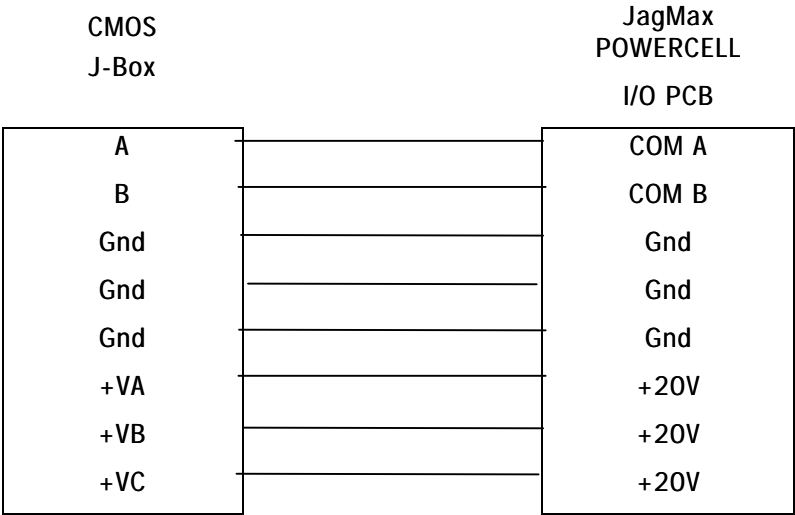 CMOS
J-Box
JagMax
POWERCELL
I/O PCB
A COM A
B COM B
Gnd Gnd
Gnd Gnd
Gnd Gnd
+VA +20V
+VB +20V
+VC +20V